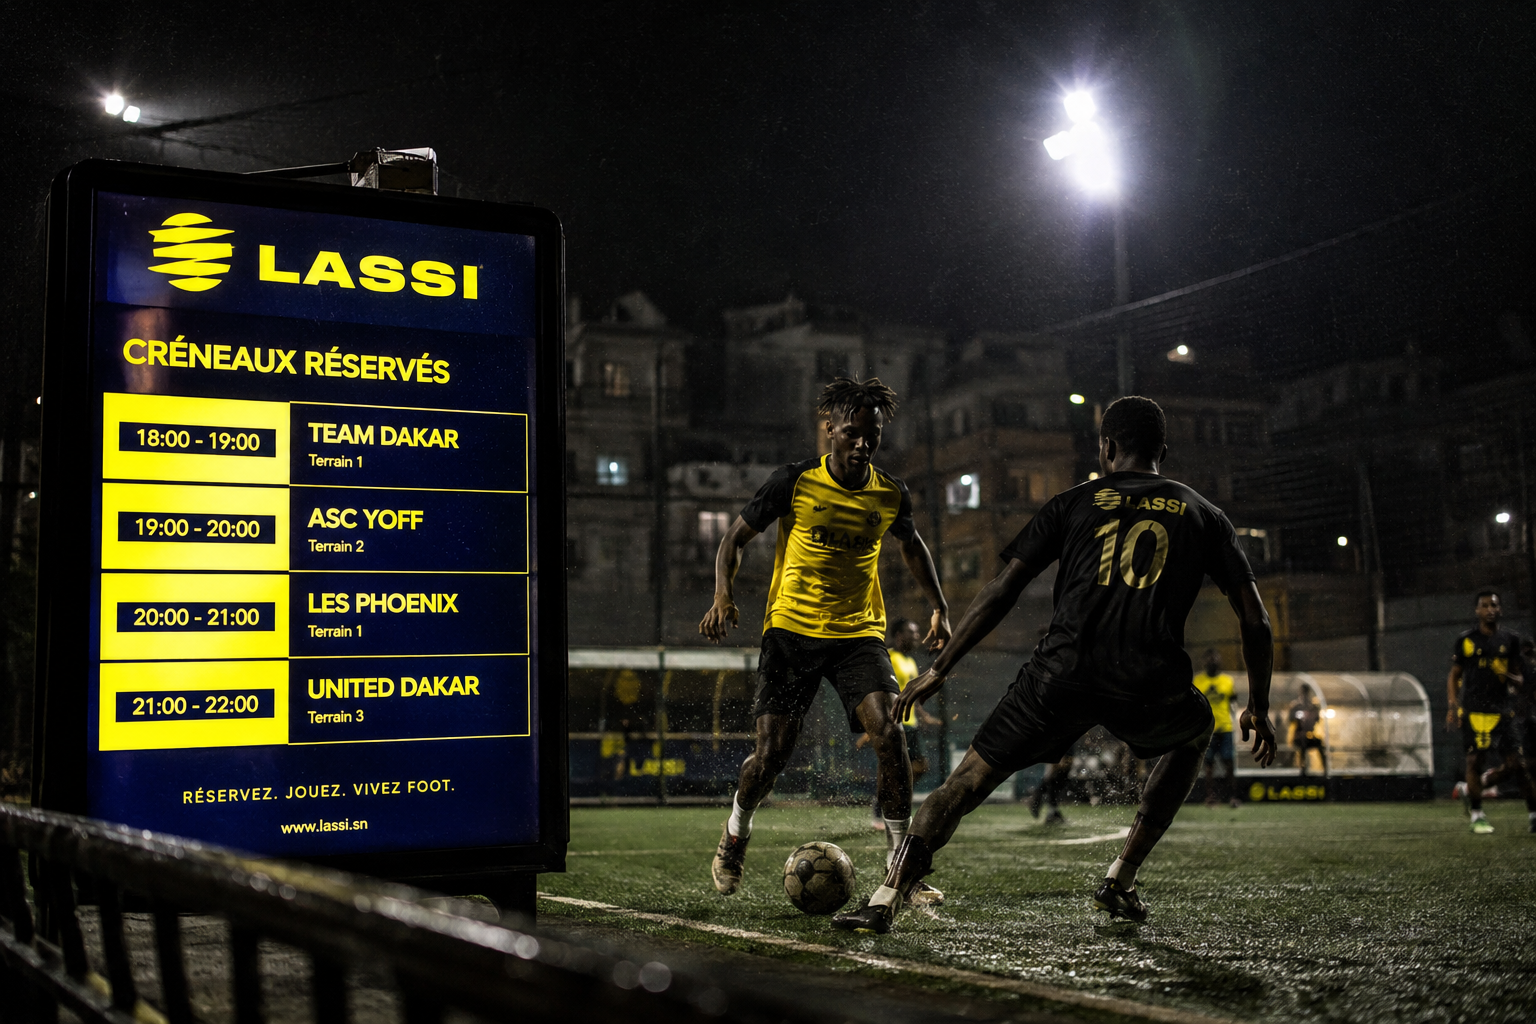 LASSI
CRÉNEAUX RÉSERVÉS
18:00 - 19:00
TEAM DAKAR
Terrain 1
19:00 - 20:00
ASC YOFF
Terrain 2
20:00 - 21:00
LES PHOENIX
Terrain 1
21:00 - 22:00
UNITED DAKAR
Terrain 3
RÉSERVEZ. JOUEZ. VIVEZ FOOT.
www.lassi.sn
LASSI
10
LASSI
LASSI